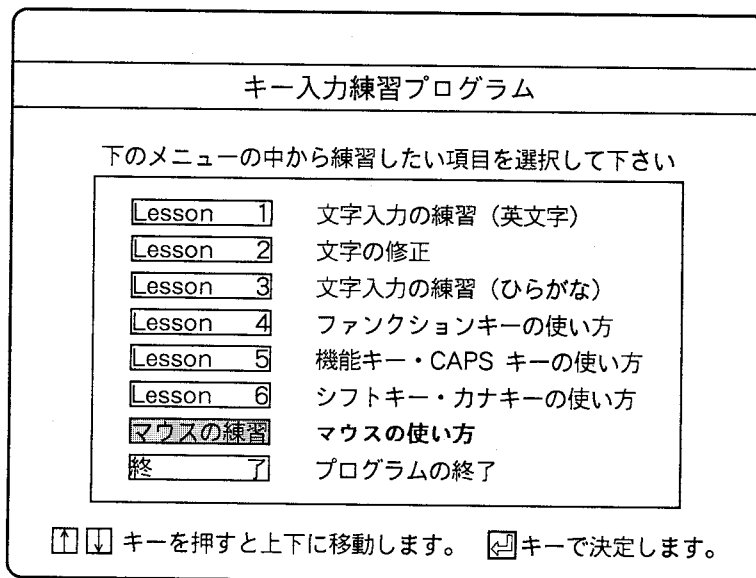 キー入力練習プログラム
下のメニューの中から練習したい項目を選択して下さい
Lesson 1 文字入力の練習（英文字）
Lesson 2 文字の修正
Lesson 3 文字入力の練習（ひらがな）
Lesson 4 ファンクションキーの使い方
Lesson 5 機能キー・CAPS キーの使い方
Lesson 6 シフトキー・カナキーの使い方
マウスの練習 マウスの使い方
終 了 プログラムの終了
↑ ↓ キーを押すと上下に移動します。 ↵ キーで決定します。